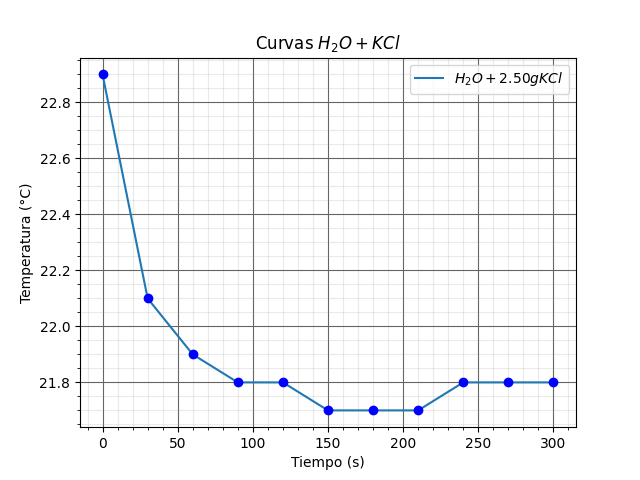 Curvas H₂O + KCl
H₂O + 2.50gKCl
Temperatura (°C)
22.8
22.6
22.4
22.2
22.0
21.8
0 50 100 150 200 250 300
Tiempo (s)